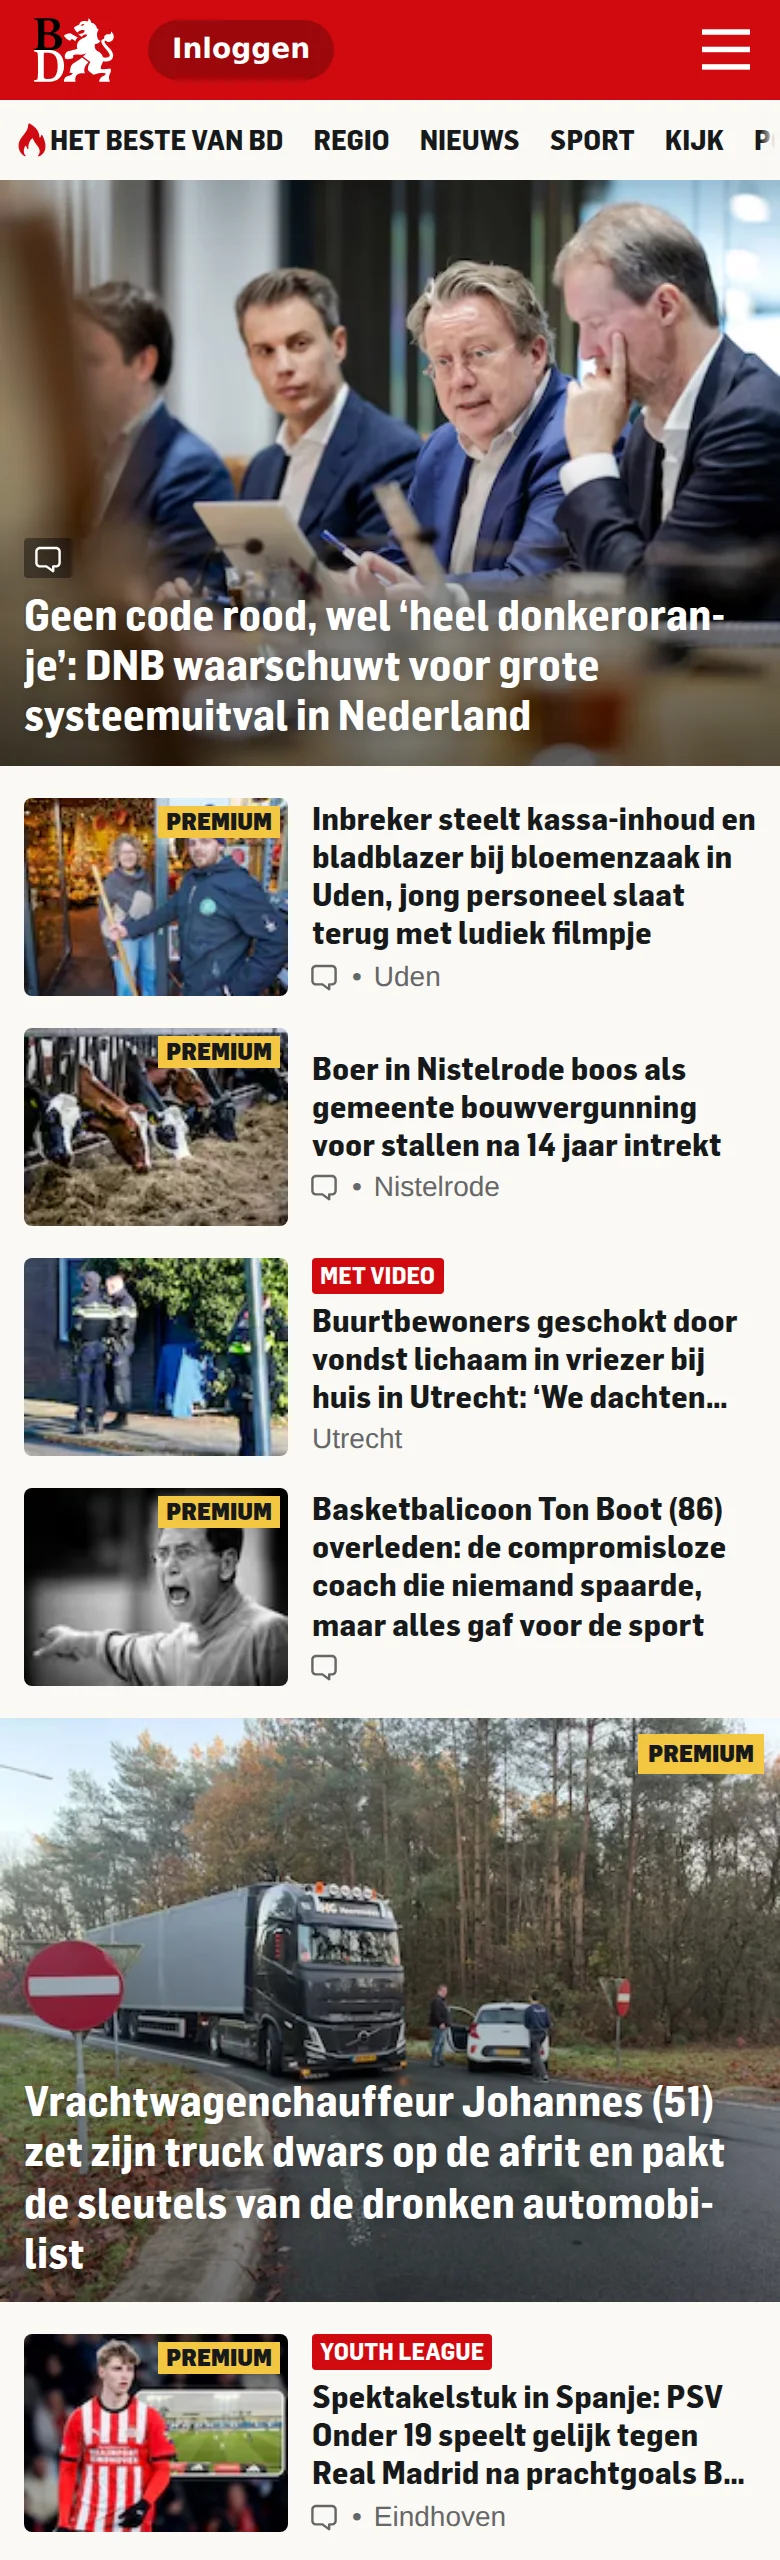 BD
Inloggen
HET BESTE VAN BD REGIO NIEUWS SPORT KIJK
Geen code rood, wel ‘heel donkeroran-
je’: DNB waarschuwt voor grote
systeemuitval in Nederland
PREMIUM
Inbreker steelt kassa-inhoud en
bladblazer bij bloemenzaak in
Uden, jong personeel slaat
terug met ludiek filmpje
• Uden
PREMIUM
Boer in Nistelrode boos als
gemeente bouwvergunning
voor stallen na 14 jaar intrekt
• Nistelrode
MET VIDEO
Buurtbewoners geschokt door
vondst lichaam in vriezer bij
huis in Utrecht: ‘We dachten...
Utrecht
PREMIUM
Basketbalicoon Ton Boot (86)
overleden: de compromisloze
coach die niemand spaarde,
maar alles gaf voor de sport
PREMIUM
Vrachtwagenchauffeur Johannes (51)
zet zijn truck dwars op de afrit en pakt
de sleutels van de dronken automobi-
list
PREMIUM
YOUTH LEAGUE
Spektakelstuk in Spanje: PSV
Onder 19 speelt gelijk tegen
Real Madrid na prachtgoals B...
• Eindhoven